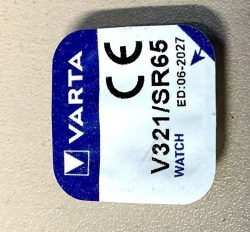 VARTA
CE
V321/SR65
WATCH ED:06-2027